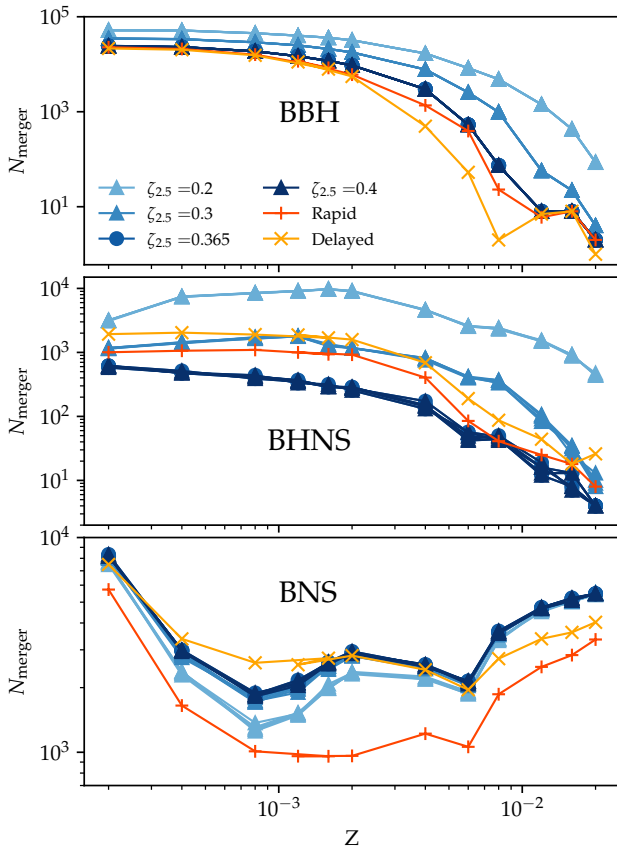 10^5
10^3
10^1
N_merger
BBH
ζ_2.5 =0.2
ζ_2.5 =0.3
ζ_2.5 =0.365
ζ_2.5 =0.4
Rapid
Delayed
10^4
10^3
10^2
10^1
N_merger
BHNS
10^4
10^3
N_merger
BNS
10^−3
10^−2
Z